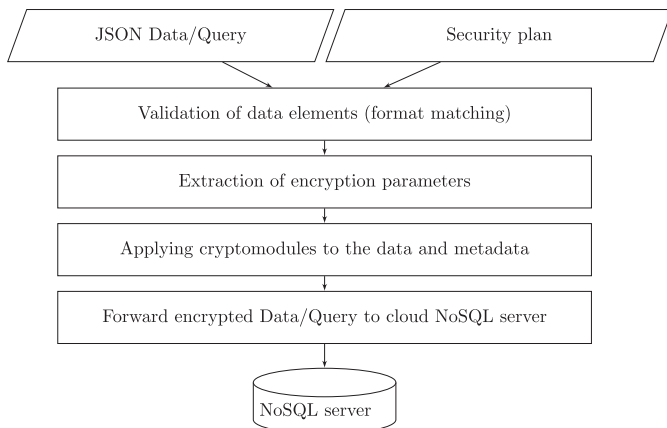 JSON Data/Query
Security plan
Validation of data elements (format matching)
Extraction of encryption parameters
Applying cryptomodules to the data and metadata
Forward encrypted Data/Query to cloud NoSQL server
NoSQL server